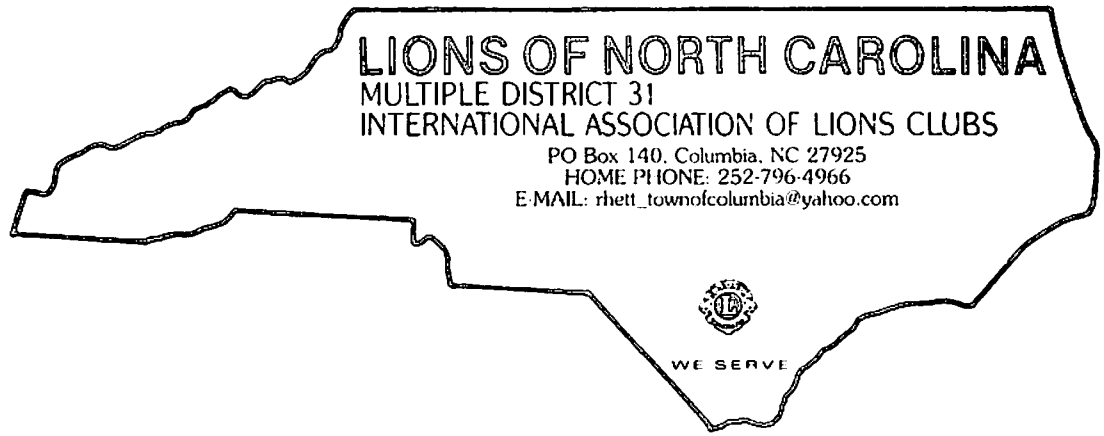 LIONS OF NORTH CAROLINA
MULTIPLE DISTRICT 31
INTERNATIONAL ASSOCIATION OF LIONS CLUBS
PO Box 140, Columbia, NC 27925
HOME PHONE: 252-796-4966
E-MAIL: rhett_townofcolumbia@yahoo.com
L
WE SERVE